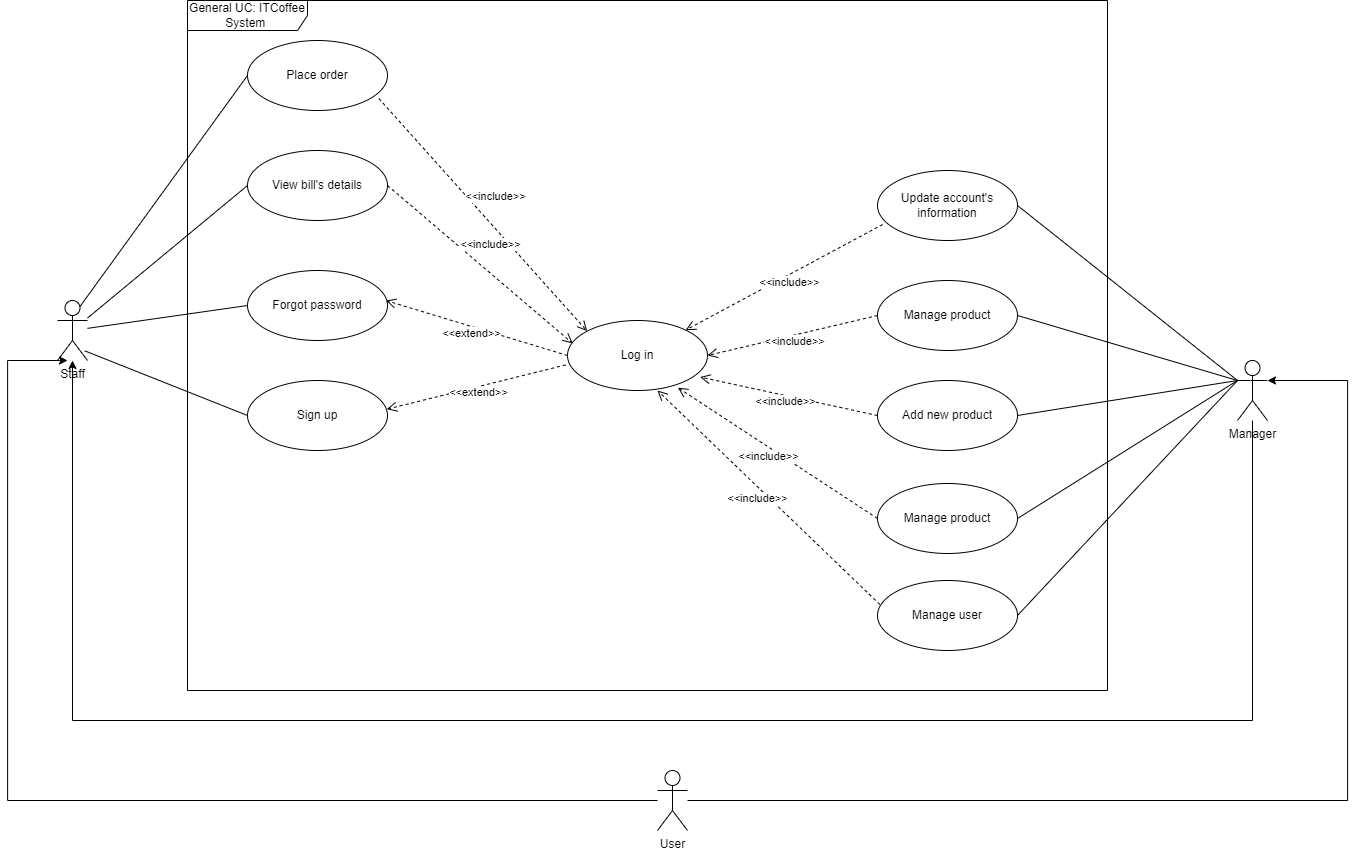 General UC: ITCoffee
System
Place order
<<include>>
View bill's details
<<include>>
Update account's
information
<<include>>
Forgot password
<<extend>>
Manage product
<<include>>
Log in
Staff
Sign up
<<extend>>
Add new product
<<include>>
Manager
<<include>>
Manage product
<<include>>
Manage user
User